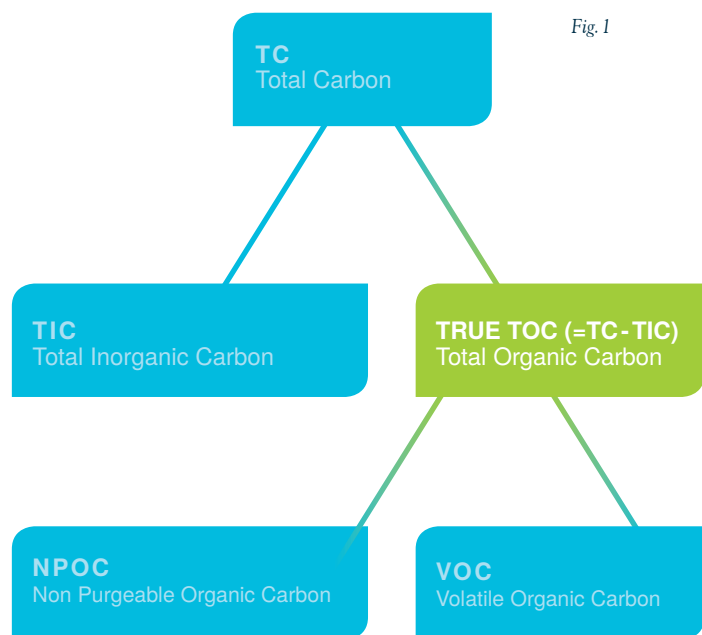 Fig. 1
TC
Total Carbon
TIC
Total Inorganic Carbon
TRUE TOC (=TC-TIC)
Total Organic Carbon
NPOC
Non Purgeable Organic Carbon
VOC
Volatile Organic Carbon